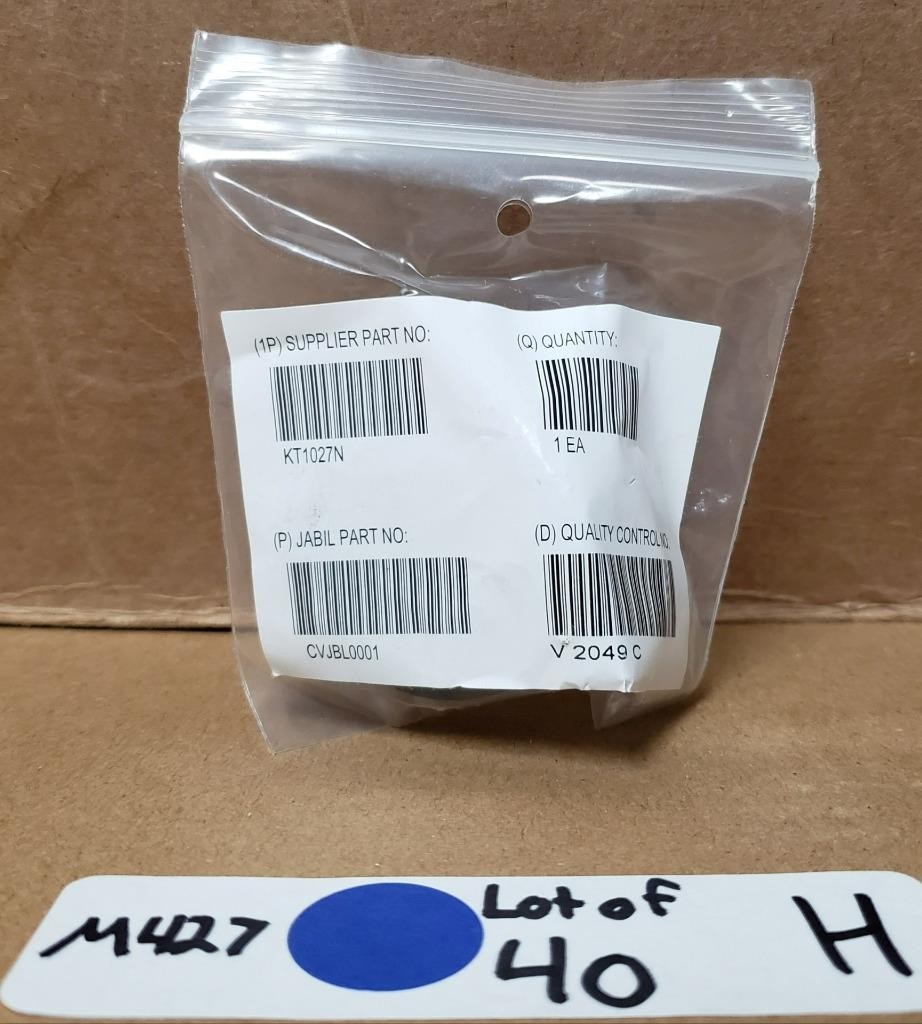 (1P) SUPPLIER PART NO:
KT1027N
(Q) QUANTITY:
1 EA
(P) JABIL PART NO:
CVJBL0001
(D) QUALITY CONTROL NO:
V 2049 C
M427
Lot of
40
H